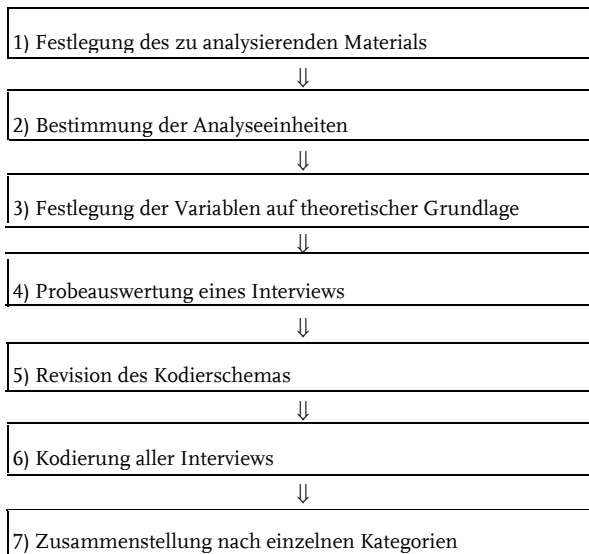 1) Festlegung des zu analysierenden Materials
⇓
2) Bestimmung der Analyseeinheiten
⇓
3) Festlegung der Variablen auf theoretischer Grundlage
⇓
4) Probeauswertung eines Interviews
⇓
5) Revision des Kodierschemas
⇓
6) Kodierung aller Interviews
⇓
7) Zusammenstellung nach einzelnen Kategorien